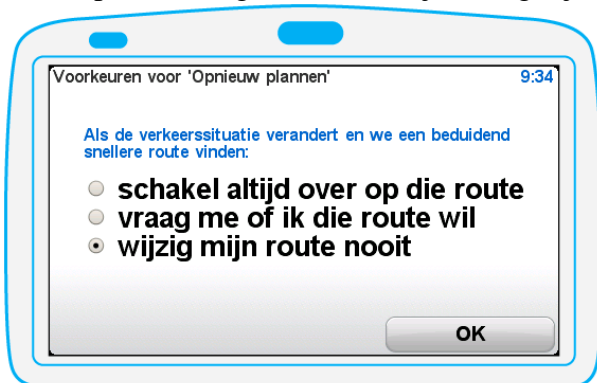 Voorkeuren voor 'Opnieuw plannen' 9:34
Als de verkeerssituatie verandert en we een beduidend
snellere route vinden:
schakel altijd over op die route
vraag me of ik die route wil
wijzig mijn route nooit
OK